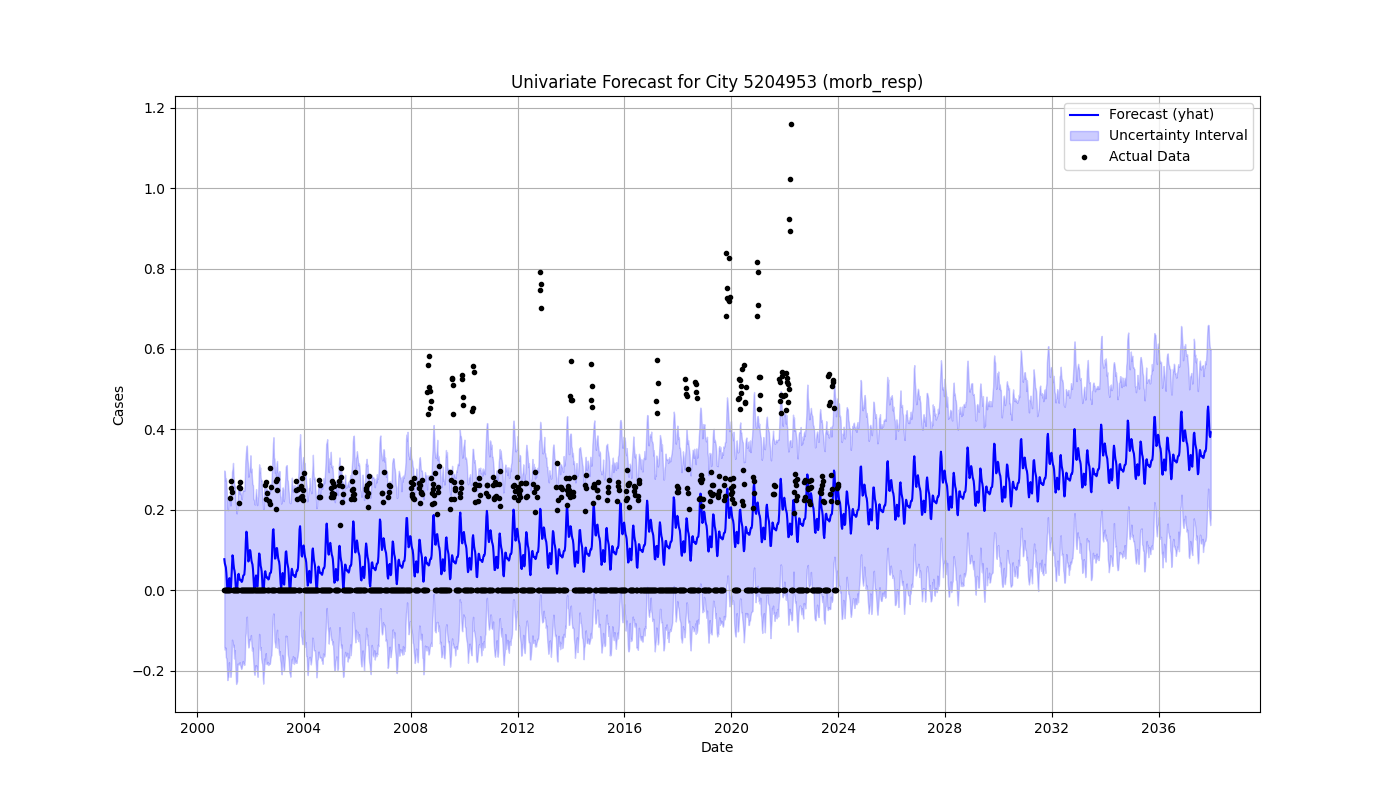 Univariate Forecast for City 5204953 (morb_resp)
Forecast (yhat)
Uncertainty Interval
Actual Data
Cases
1.2
1.0
0.8
0.6
0.4
0.2
0.0
−0.2
2000 2004 2008 2012 2016 2020 2024 2028 2032 2036
Date